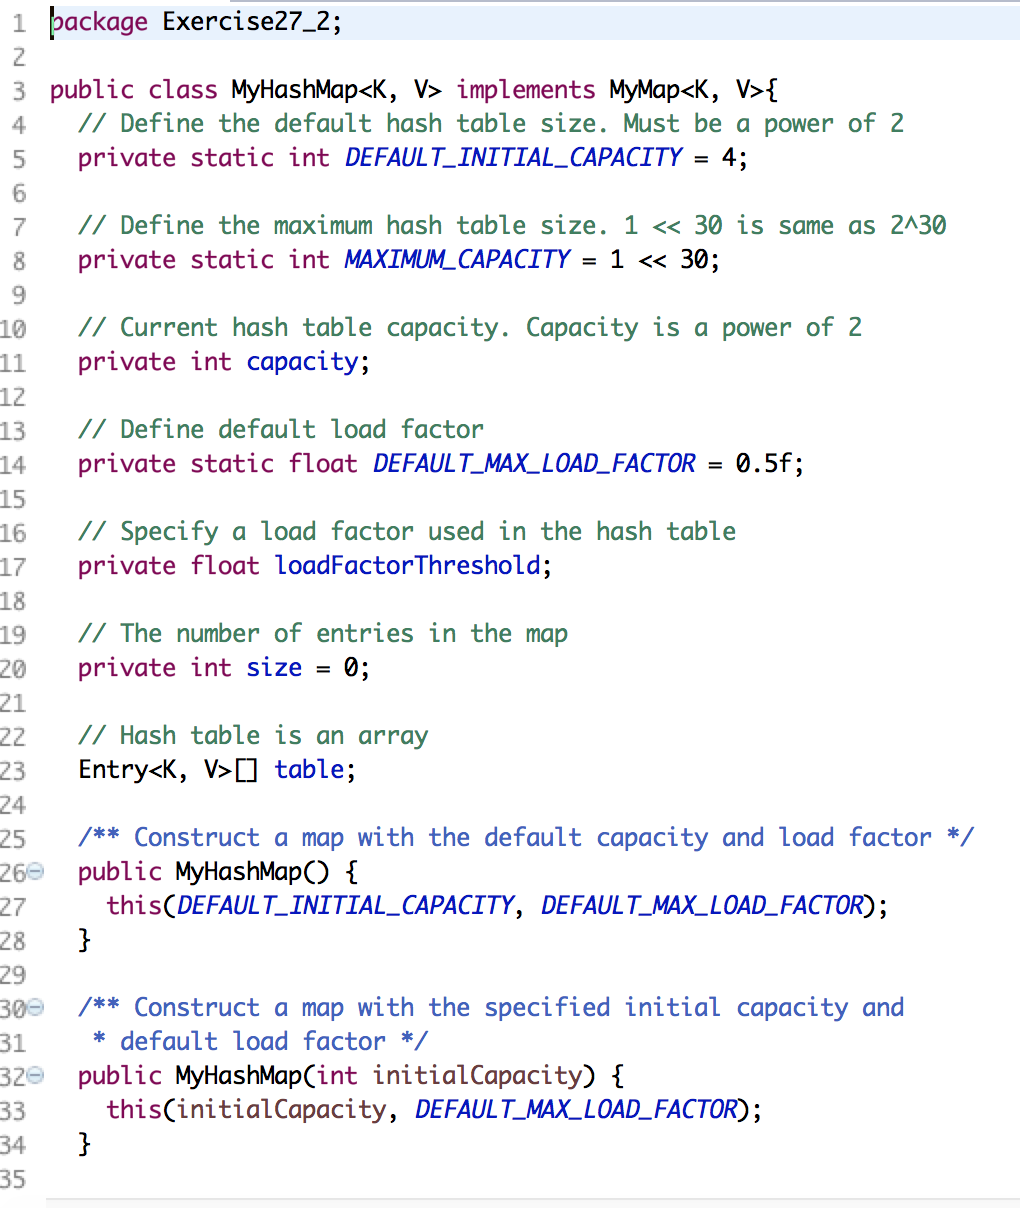 1 package Exercise27_2;
2
3 public class MyHashMap<K, V> implements MyMap<K, V>{
4 // Define the default hash table size. Must be a power of 2
5 private static int DEFAULT_INITIAL_CAPACITY = 4;
6
7 // Define the maximum hash table size. 1 << 30 is same as 2^30
8 private static int MAXIMUM_CAPACITY = 1 << 30;
9
10 // Current hash table capacity. Capacity is a power of 2
11 private int capacity;
12
13 // Define default load factor
14 private static float DEFAULT_MAX_LOAD_FACTOR = 0.5f;
15
16 // Specify a load factor used in the hash table
17 private float loadFactorThreshold;
18
19 // The number of entries in the map
20 private int size = 0;
21
22 // Hash table is an array
23 Entry<K, V>[] table;
24
25 /** Construct a map with the default capacity and load factor */
26 public MyHashMap() {
27 this(DEFAULT_INITIAL_CAPACITY, DEFAULT_MAX_LOAD_FACTOR);
28 }
29
30 /** Construct a map with the specified initial capacity and
31 * default load factor */
32 public MyHashMap(int initialCapacity) {
33 this(initialCapacity, DEFAULT_MAX_LOAD_FACTOR);
34 }
35